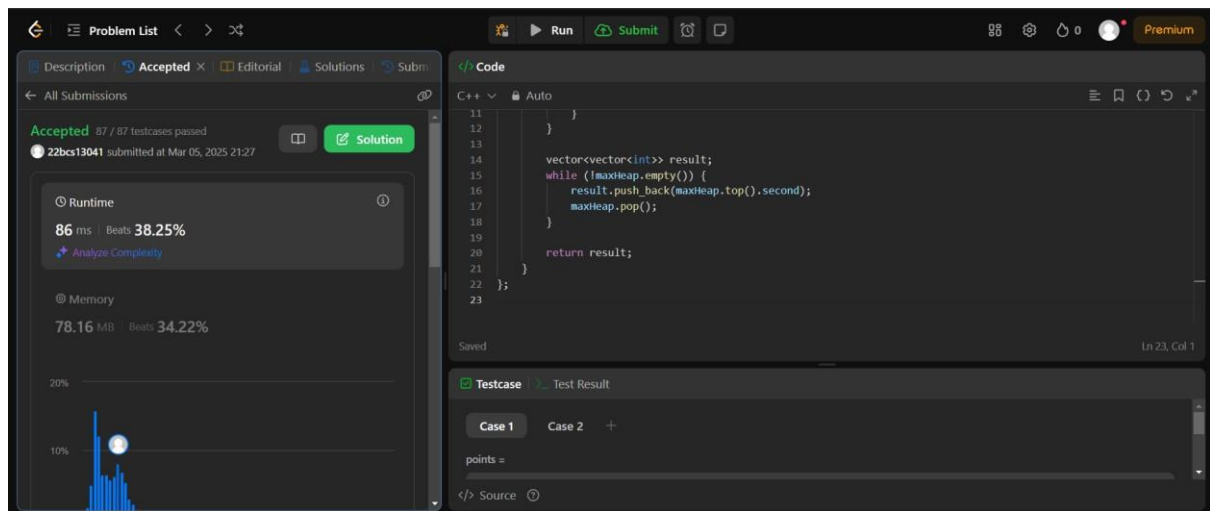 Problem List
Run
Submit
0
Premium
Description
Accepted
Editorial
Solutions
Subm
All Submissions
Accepted 87 / 87 testcases passed
22bcs13041 submitted at Mar 05, 2025 21:27
Solution
Runtime
86 ms Beats 38.25%
Analyze Complexity
Memory
78.16 MB Beats 34.22%
20%
10%
</> Code
C++ Auto
11 }
12 }
13
14 vector<vector<int>> result;
15 while (!maxHeap.empty()) {
16 result.push_back(maxHeap.top().second);
17 maxHeap.pop();
18 }
19
20 return result;
21 }
22 };
23
Saved
Ln 23, Col 1
Testcase >_ Test Result
Case 1 Case 2 +
points =
</> Source